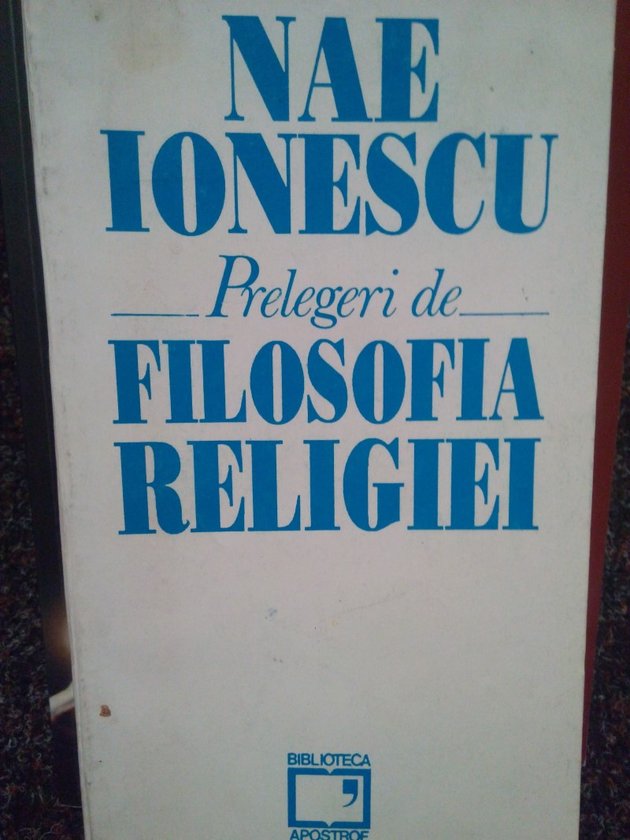 NAE
IONESCU
Prelegeri de
FILOSOFIA
RELIGIEI
BIBLIOTECA
APOSTROF